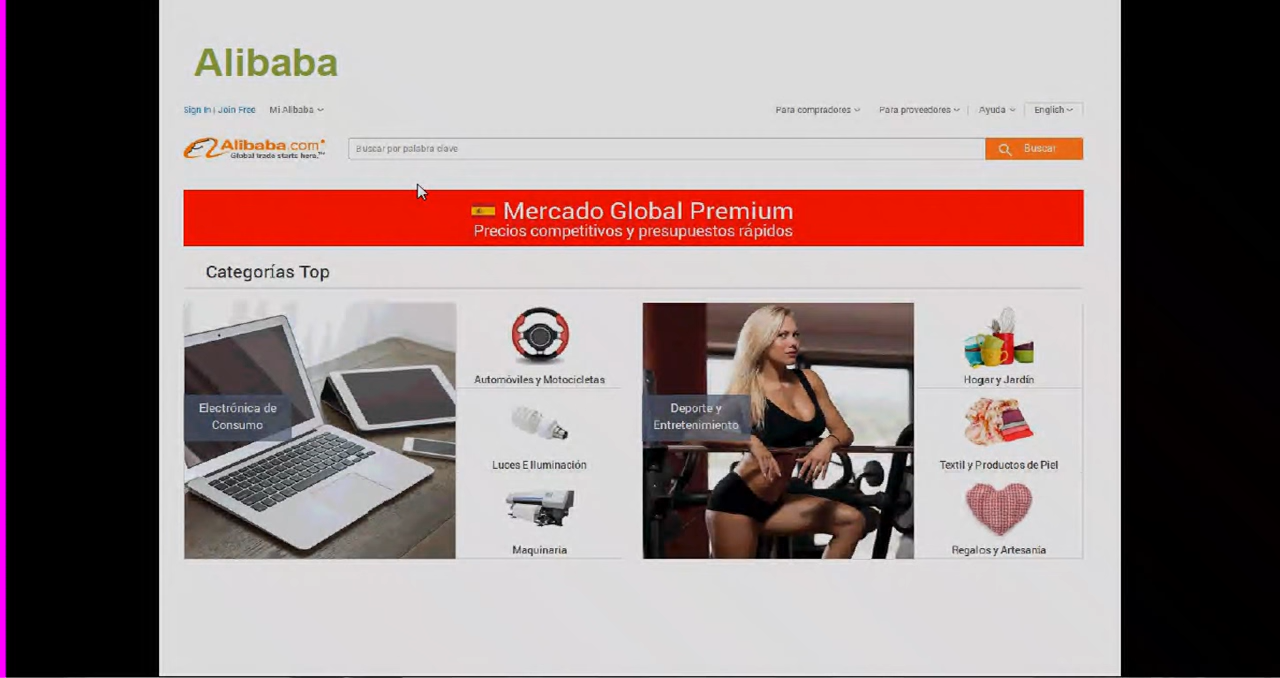 Alibaba
Sign In | Join Free Mi Alibaba
Para compradores Para proveedores Ayuda English
Alibaba.com
Global trade starts here.™
Buscar por palabra clave
Buscar
Mercado Global Premium
Precios competitivos y presupuestos rápidos
Categorías Top
Electrónica de
Consumo
Automóviles y Motocicletas
Luces E Iluminación
Maquinaria
Deporte y
Entretenimiento
Hogar y Jardín
Textil y Productos de Piel
Regalos y Artesanía